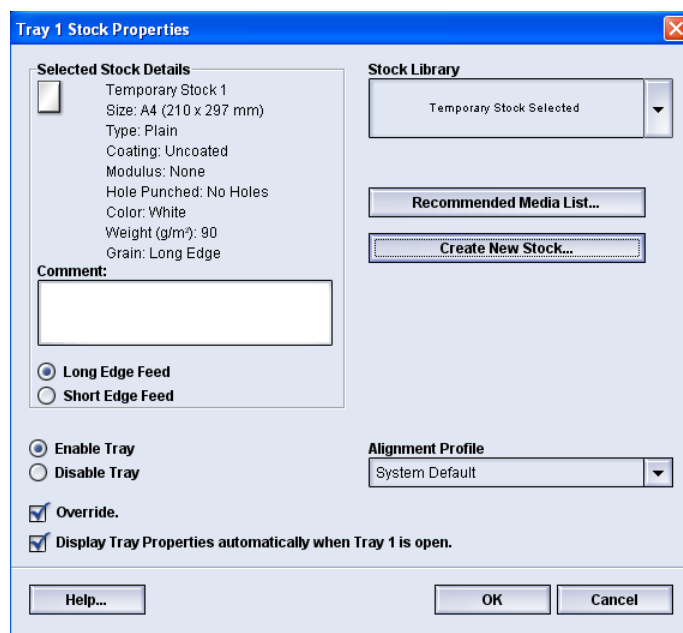 Tray 1 Stock Properties
Selected Stock Details
Temporary Stock 1
Size: A4 (210 x 297 mm)
Type: Plain
Coating: Uncoated
Modulus: None
Hole Punched: No Holes
Color: White
Weight (g/m²): 90
Grain: Long Edge
Comment:
Long Edge Feed
Short Edge Feed
Stock Library
Temporary Stock Selected
Recommended Media List...
Create New Stock...
Enable Tray
Disable Tray
Alignment Profile
System Default
Override.
Display Tray Properties automatically when Tray 1 is open.
Help...
OK
Cancel